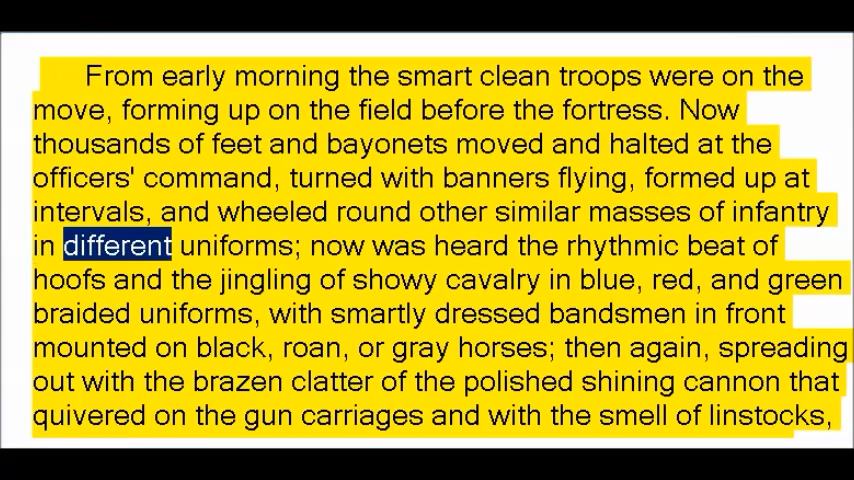 From early morning the smart clean troops were on the
move, forming up on the field before the fortress. Now
thousands of feet and bayonets moved and halted at the
officers' command, turned with banners flying, formed up at
intervals, and wheeled round other similar masses of infantry
in different uniforms; now was heard the rhythmic beat of
hoofs and the jingling of showy cavalry in blue, red, and green
braided uniforms, with smartly dressed bandsmen in front
mounted on black, roan, or gray horses; then again, spreading
out with the brazen clatter of the polished shining cannon that
quivered on the gun carriages and with the smell of linstocks,